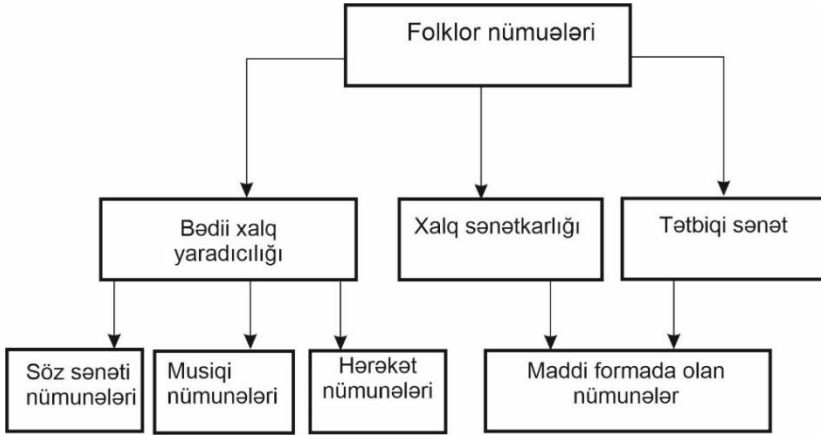 Folklor nümuələri
Bədii xalq
yaradıcılığı
Xalq sənətkarlığı
Tətbiqi sənət
Söz sənəti
nümunələri
Musiqi
nümunələri
Hərəkət
nümunələri
Maddi formada olan
nümunələr